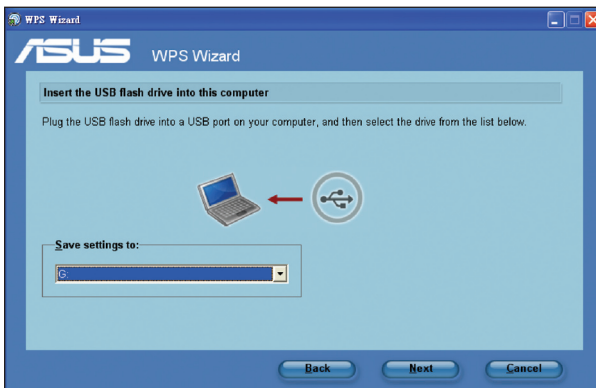 WPS Wizard
ASUS WPS Wizard
Insert the USB flash drive into this computer
Plug the USB flash drive into a USB port on your computer, and then select the drive from the list below.
Save settings to:
G:
Back Next Cancel